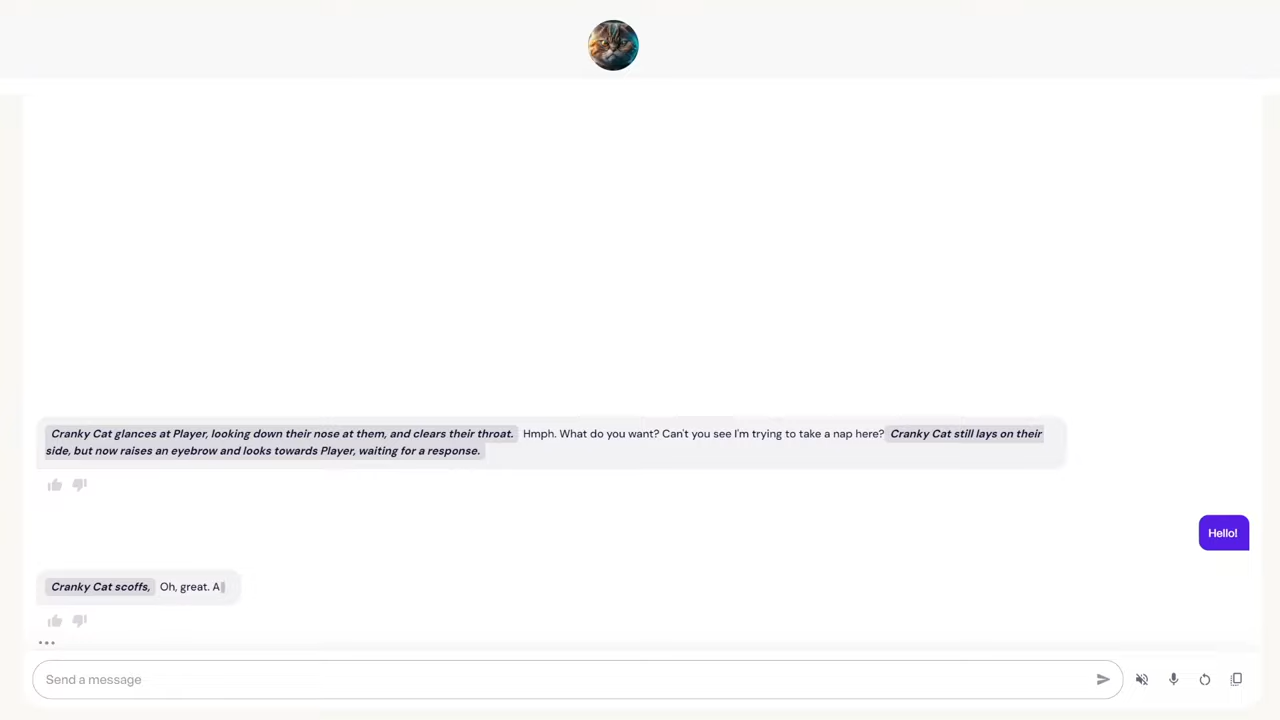 Cranky Cat glances at Player, looking down their nose at them, and clears their throat. Hmph. What do you want? Can't you see I'm trying to take a nap here? Cranky Cat still lays on their
side, but now raises an eyebrow and looks towards Player, waiting for a response.
Hello!
Cranky Cat scoffs, Oh, great. A
Send a message